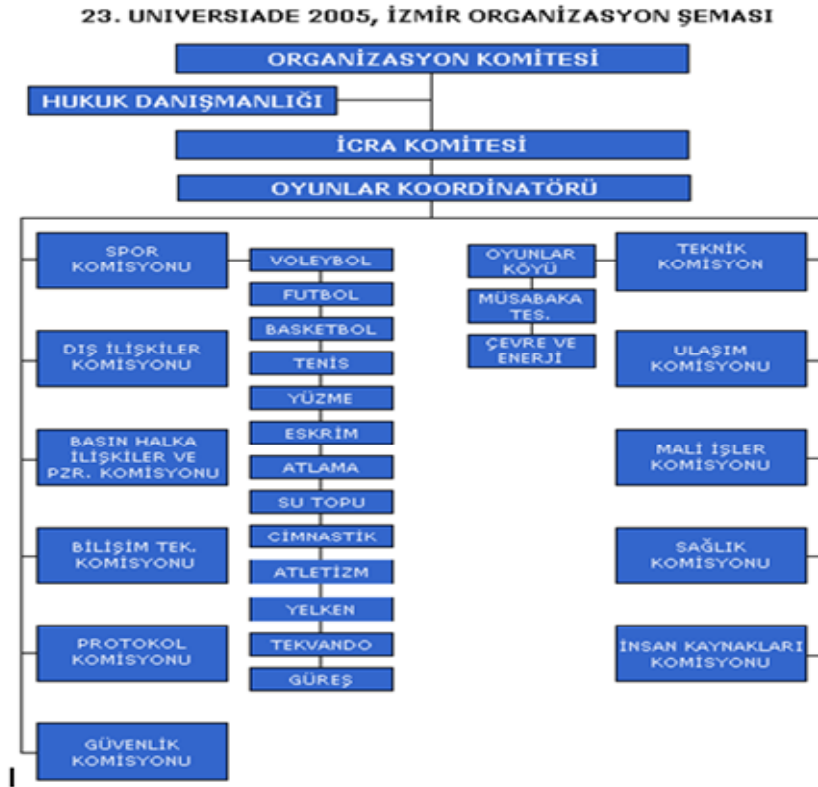 23. UNIVERSIADE 2005, İZMİR ORGANİZASYON ŞEMASI
ORGANİZASYON KOMİTESİ
HUKUK DANIŞMANLIĞI
İCRA KOMİTESİ
OYUNLAR KOORDİNATÖRÜ
SPOR
KOMİSYONU
DIŞ İLİŞKİLER
KOMİSYONU
BASIN HALKA
İLİŞKİLER VE
PZR. KOMİSYONU
BİLİŞİM TEK.
KOMİSYONU
PROTOKOL
KOMİSYONU
GÜVENLİK
KOMİSYONU
VOLEYBOL
FUTBOL
BASKETBOL
TENİS
YÜZME
ESKRİM
ATLAMA
SU TOPU
CİMNASTİK
ATLETİZM
YELKEN
TEKVANDO
GÜREŞ
OYUNLAR
KÖYÜ
MÜSABAKA
TES.
ÇEVRE VE
ENERJİ
TEKNİK
KOMİSYON
ULAŞIM
KOMİSYONU
MALİ İŞLER
KOMİSYONU
SAĞLIK
KOMİSYONU
İNSAN KAYNAKLARI
KOMİSYONU